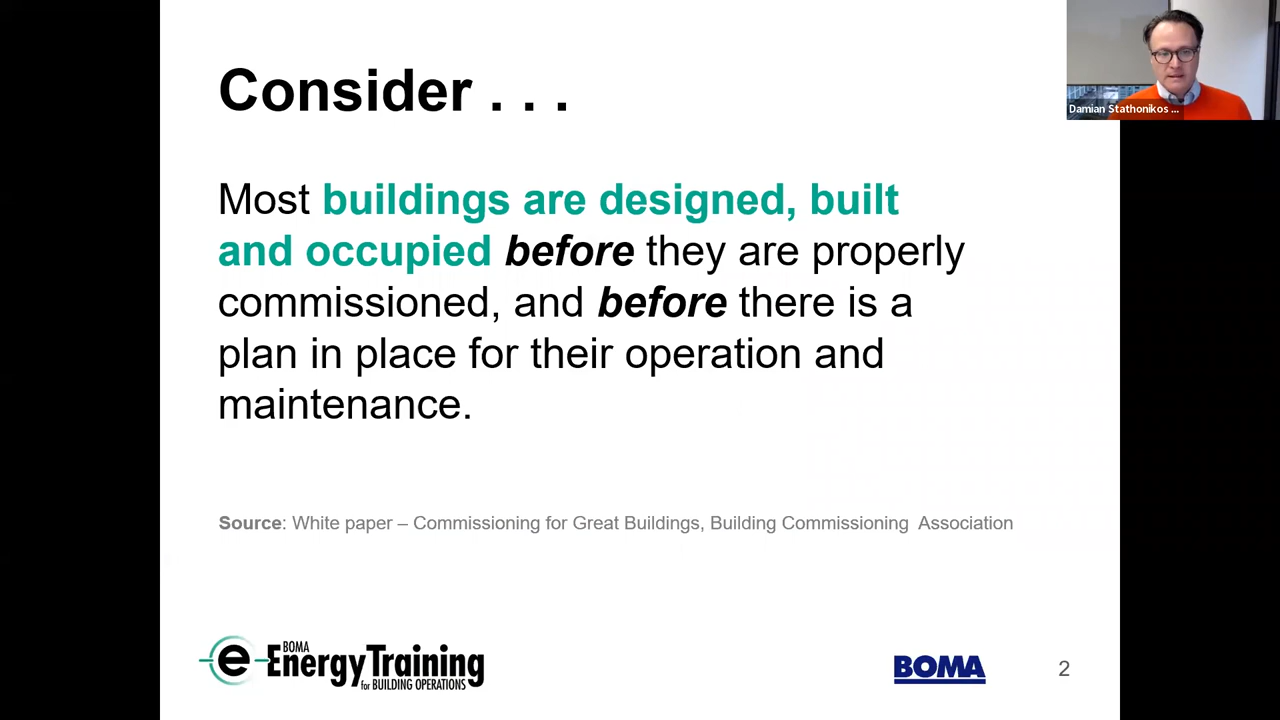 Consider . . .
Damian Stathonikos ...
Most buildings are designed, built
and occupied before they are properly
commissioned, and before there is a
plan in place for their operation and
maintenance.
Source: White paper – Commissioning for Great Buildings, Building Commissioning  Association
e
BOMA
Energy Training
for BUILDING OPERATIONS
BOMA
2